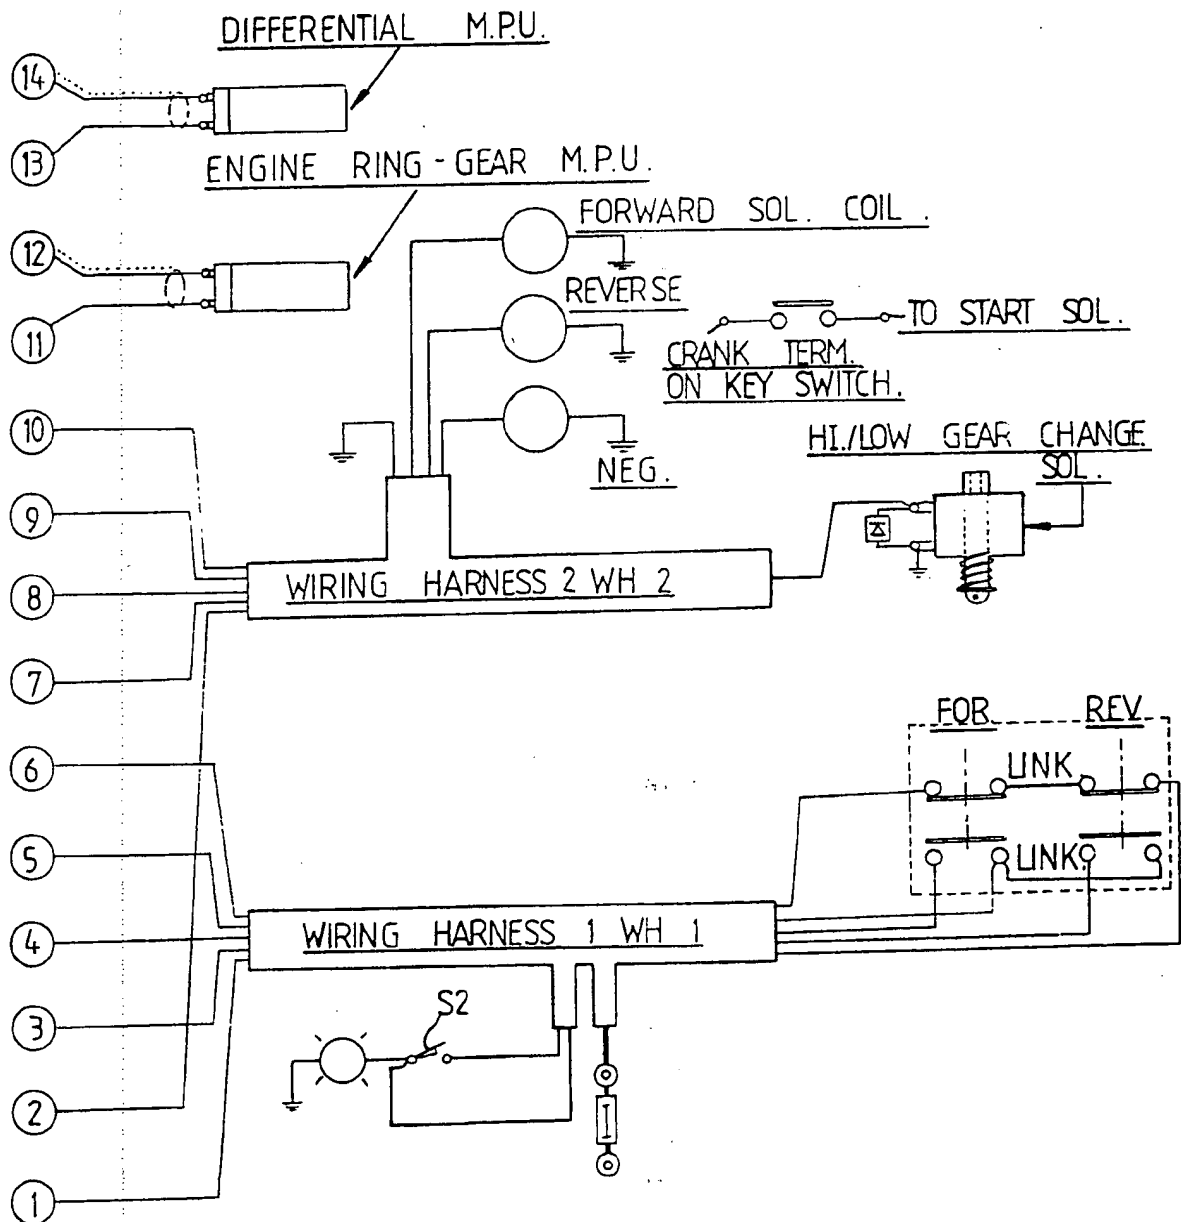 DIFFERENTIAL M.P.U.
14
13
ENGINE RING - GEAR M.P.U.
12
11
FORWARD SOL. COIL .
REVERSE
TO START SOL.
CRANK TERM.
ON KEY SWITCH.
NEG.
HI./LOW GEAR CHANGE
SOL.
10
9
8
WIRING HARNESS 2 WH 2
7
6
FOR.
REV.
LINK.
LINK.
5
4
WIRING HARNESS 1 WH 1
3
S2
2
1